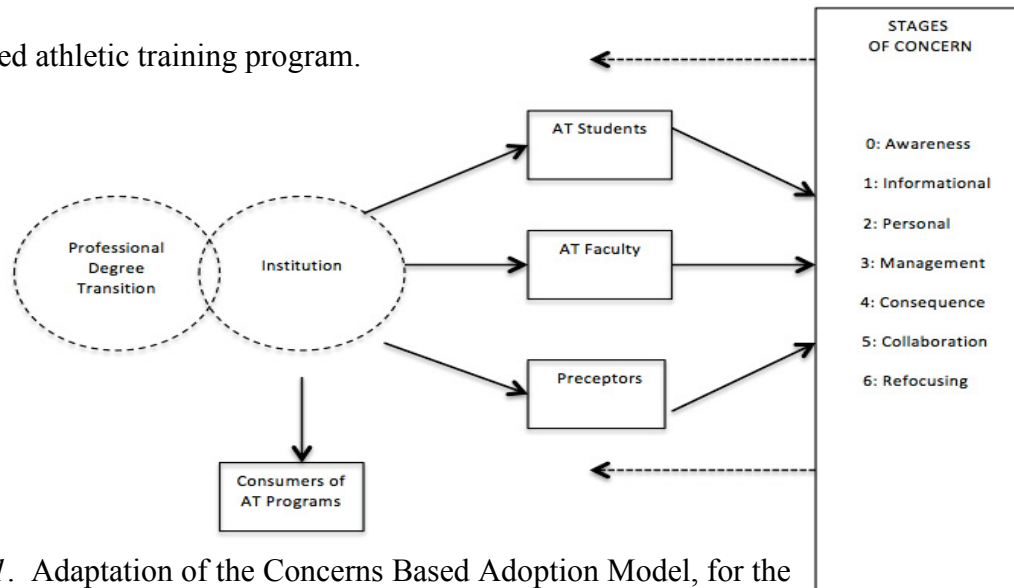 ed athletic training program.
STAGES
OF CONCERN
0: Awareness
1: Informational
2: Personal
3: Management
4: Consequence
5: Collaboration
6: Refocusing
AT Students
AT Faculty
Preceptors
Professional
Degree
Transition
Institution
Consumers of
AT Programs
. Adaptation of the Concerns Based Adoption Model, for the